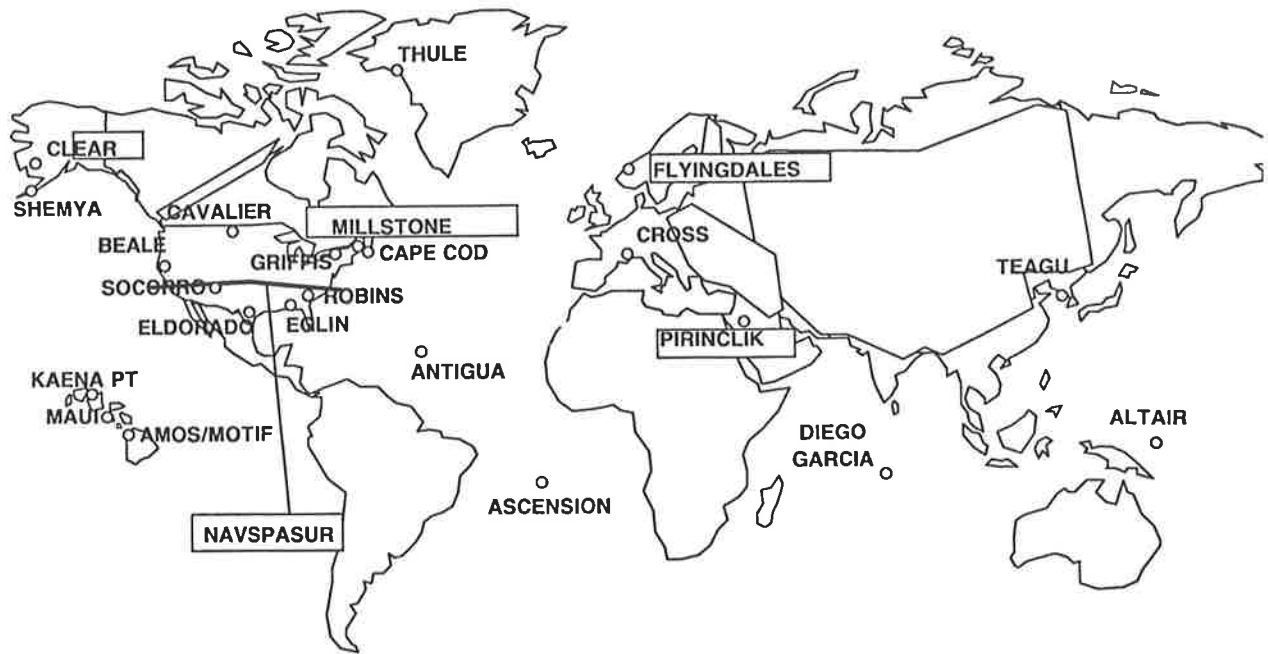 THULE
CLEAR
FLYINGDALES
SHEMYA
CAVALIER
MILLSTONE
BEALE
GRIFFIS
CAPE COD
CROSS
TEAGU
SOCORRO
ROBINS
ELDORADO
EGLIN
PIRINCLIK
ANTIGUA
KAENA PT
MAUI
AMOS/MOTIF
DIEGO
GARCIA
ALTAIR
ASCENSION
NAVSPASUR